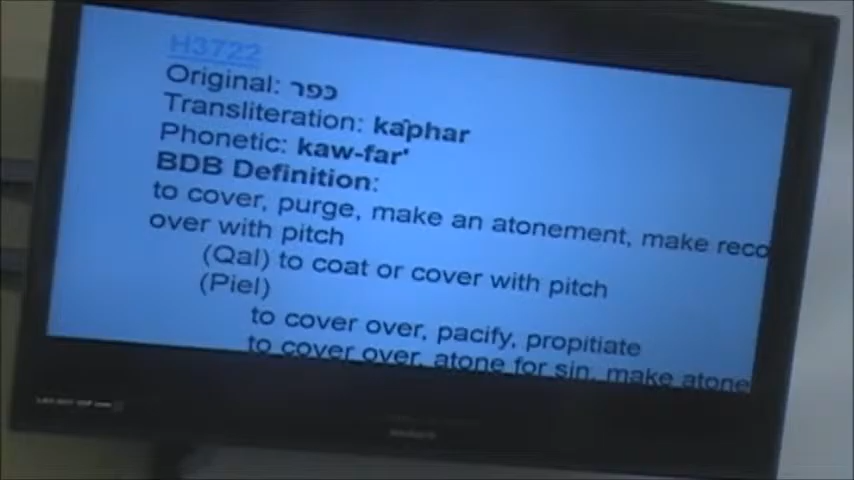 H3722
Original: כפר
Transliteration: kâphar
Phonetic: kaw-far'
BDB Definition:
to cover, purge, make an atonement, make reco
over with pitch
(Qal) to coat or cover with pitch
(Piel)
to cover over, pacify, propitiate
to cover over, atone for sin, make atone